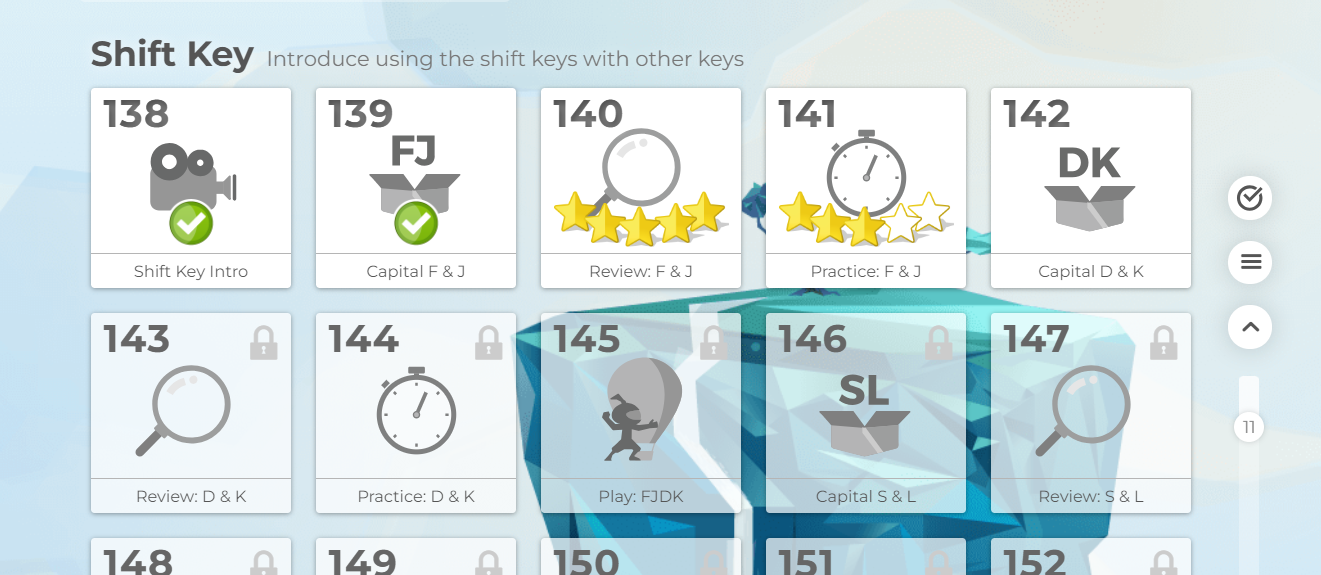 Shift Key Introduce using the shift keys with other keys
138 139 140 141 142
FJ DK
Shift Key Intro Capital F & J Review: F & J Practice: F & J Capital D & K
143 144 145 146 147
SL
11
Review: D & K Practice: D & K Play: FJDK Capital S & L Review: S & L
148 149 150 151 152